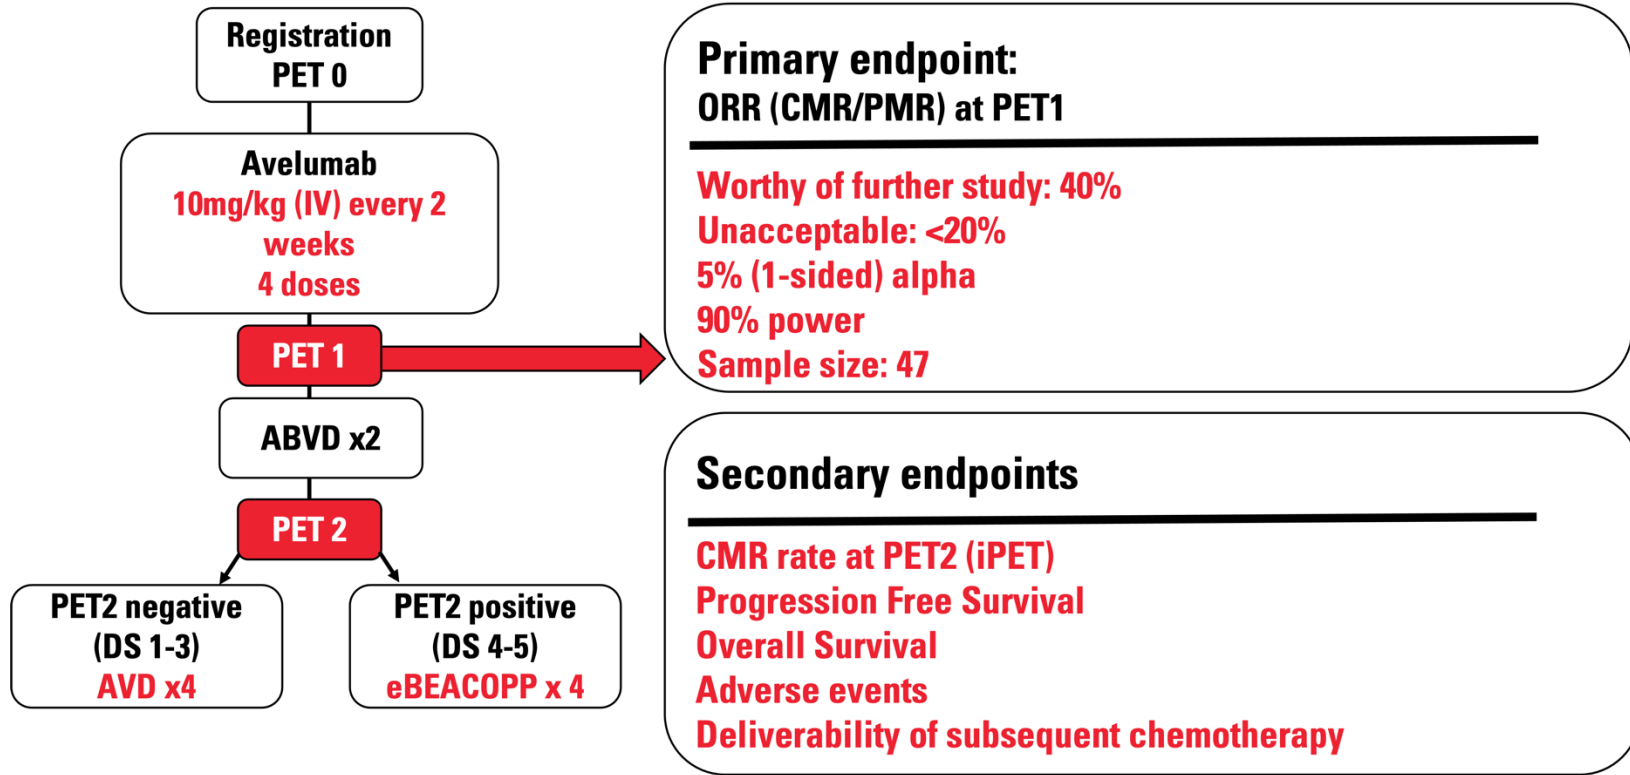 Registration
PET 0
Avelumab
10mg/kg (IV) every 2
weeks
4 doses
PET 1
ABVD x2
PET 2
PET2 negative
(DS 1-3)
AVD x4
PET2 positive
(DS 4-5)
eBEACOPP x 4
Primary endpoint:
ORR (CMR/PMR) at PET1
Worthy of further study: 40%
Unacceptable: <20%
5% (1-sided) alpha
90% power
Sample size: 47
Secondary endpoints
CMR rate at PET2 (iPET)
Progression Free Survival
Overall Survival
Adverse events
Deliverability of subsequent chemotherapy